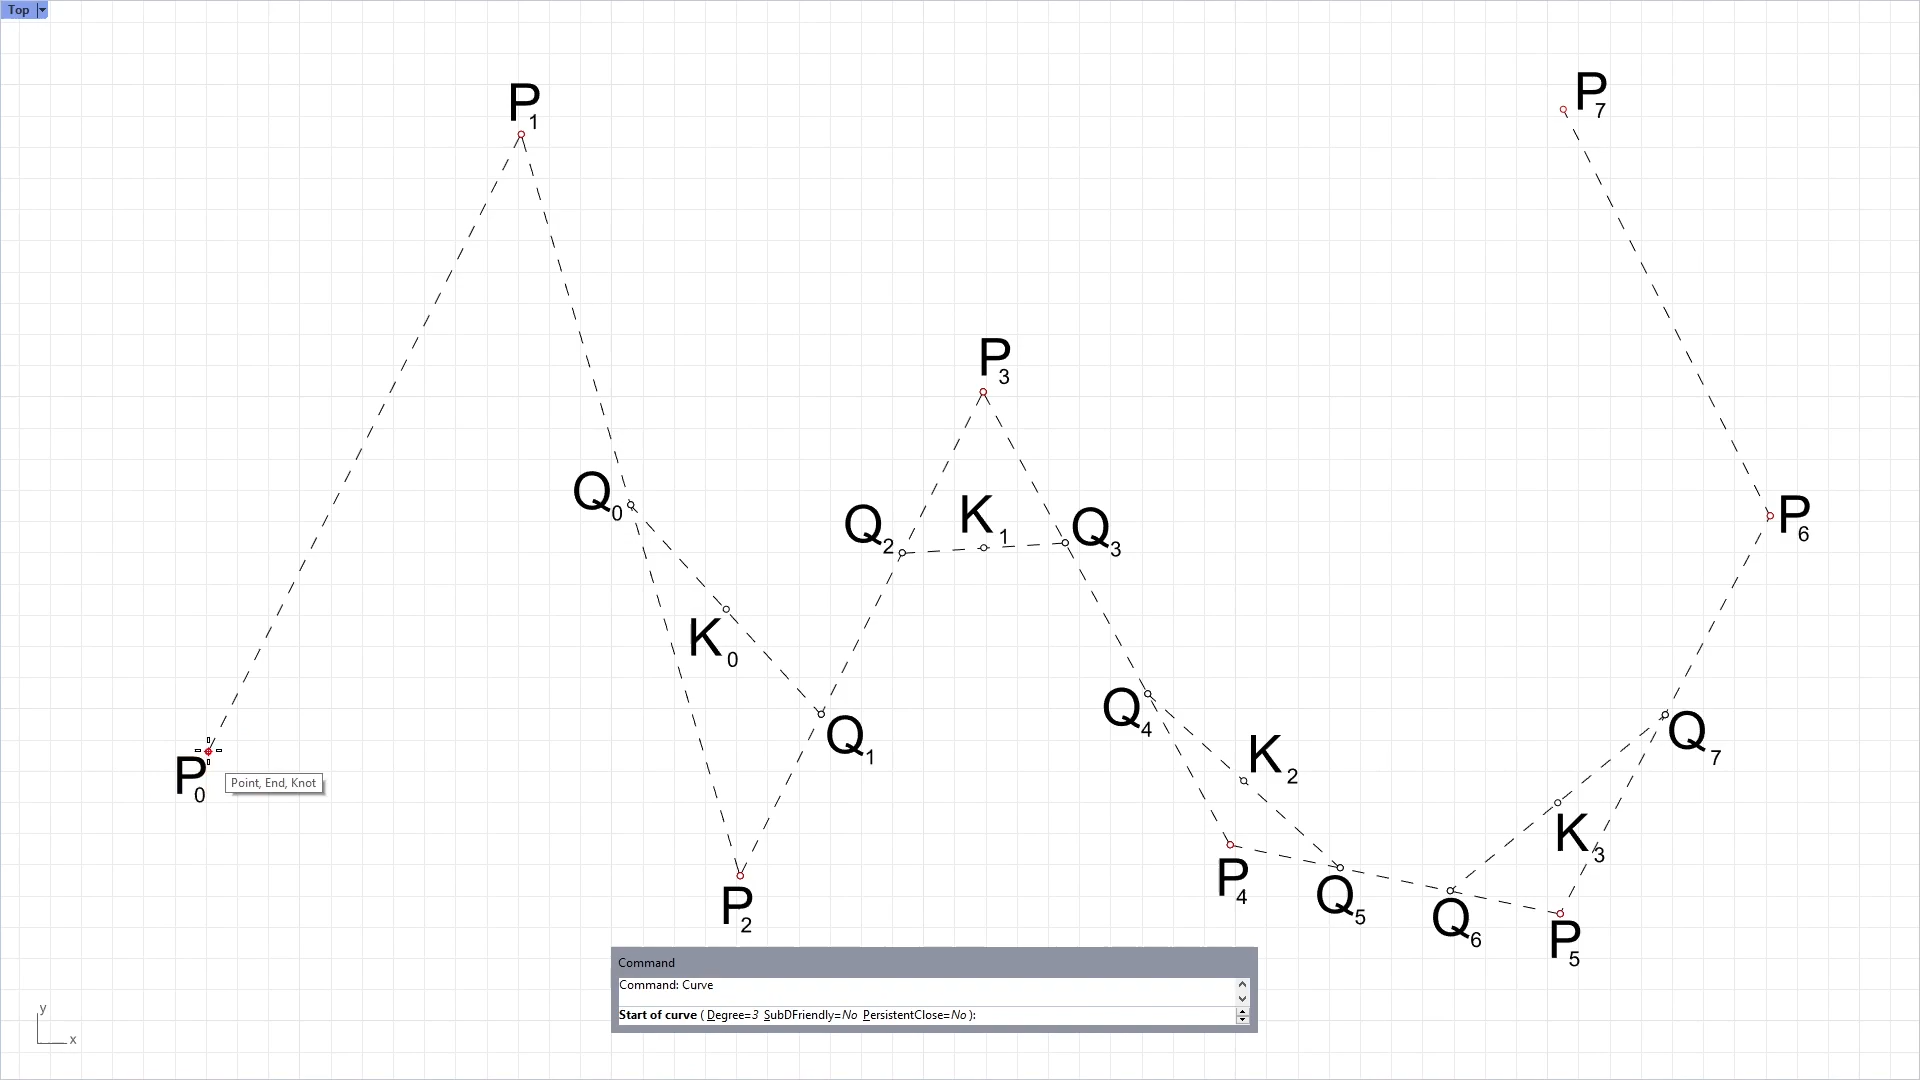 Top
P1
P7
P3
Q0
Q2
K1
Q3
P6
K0
Q4
Q1
K2
Q7
P0
Point, End, Knot
K3
P4
Q5
P2
Q6
P5
Command
Command: Curve
Start of curve ( Degree=3 SubDFriendly=No PersistentClose=No ):
y
x